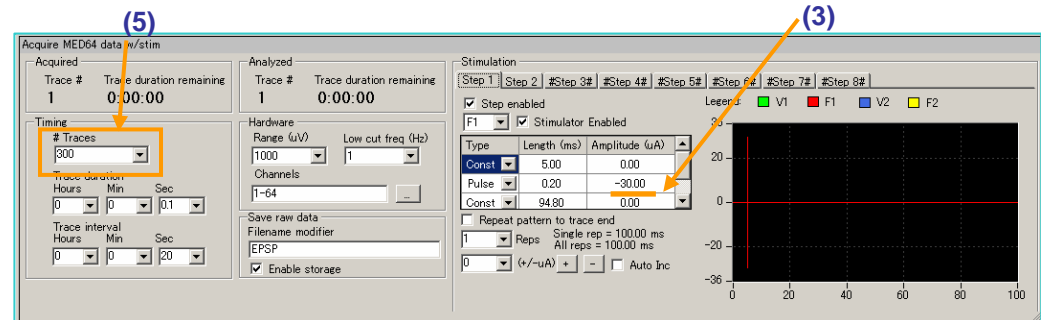 (5)
(3)
Acquire MED64 data w/stim
Acquired
Trace # Trace duration remaining
1 0:00:00
Analyzed
Trace # Trace duration remaining
1 0:00:00
Timing
# Traces
300
Trace duration
Hours Min Sec
0 0 0.1
Trace interval
Hours Min Sec
0 0 20
Hardware
Range (uV) Low cut freq (Hz)
1000 1
Channels
1-64 ...
Save raw data
Filename modifier
EPSP
Enable storage
Stimulation
Step 1 Step 2 #Step 3# #Step 4# #Step 5# #Step 6# #Step 7# #Step 8#
Step enabled
F1 Stimulator Enabled
Type Length (ms) Amplitude (uA)
Const 5.00 0.00
Pulse 0.20 -30.00
Const 94.80 0.00
Repeat pattern to trace end
1 Reps Single rep = 100.00 ms
All reps = 100.00 ms
0 (+/-uA) + - Auto Inc
Legend: V1 F1 V2 F2
36
20
0
-20
-36
0 20 40 60 80 100